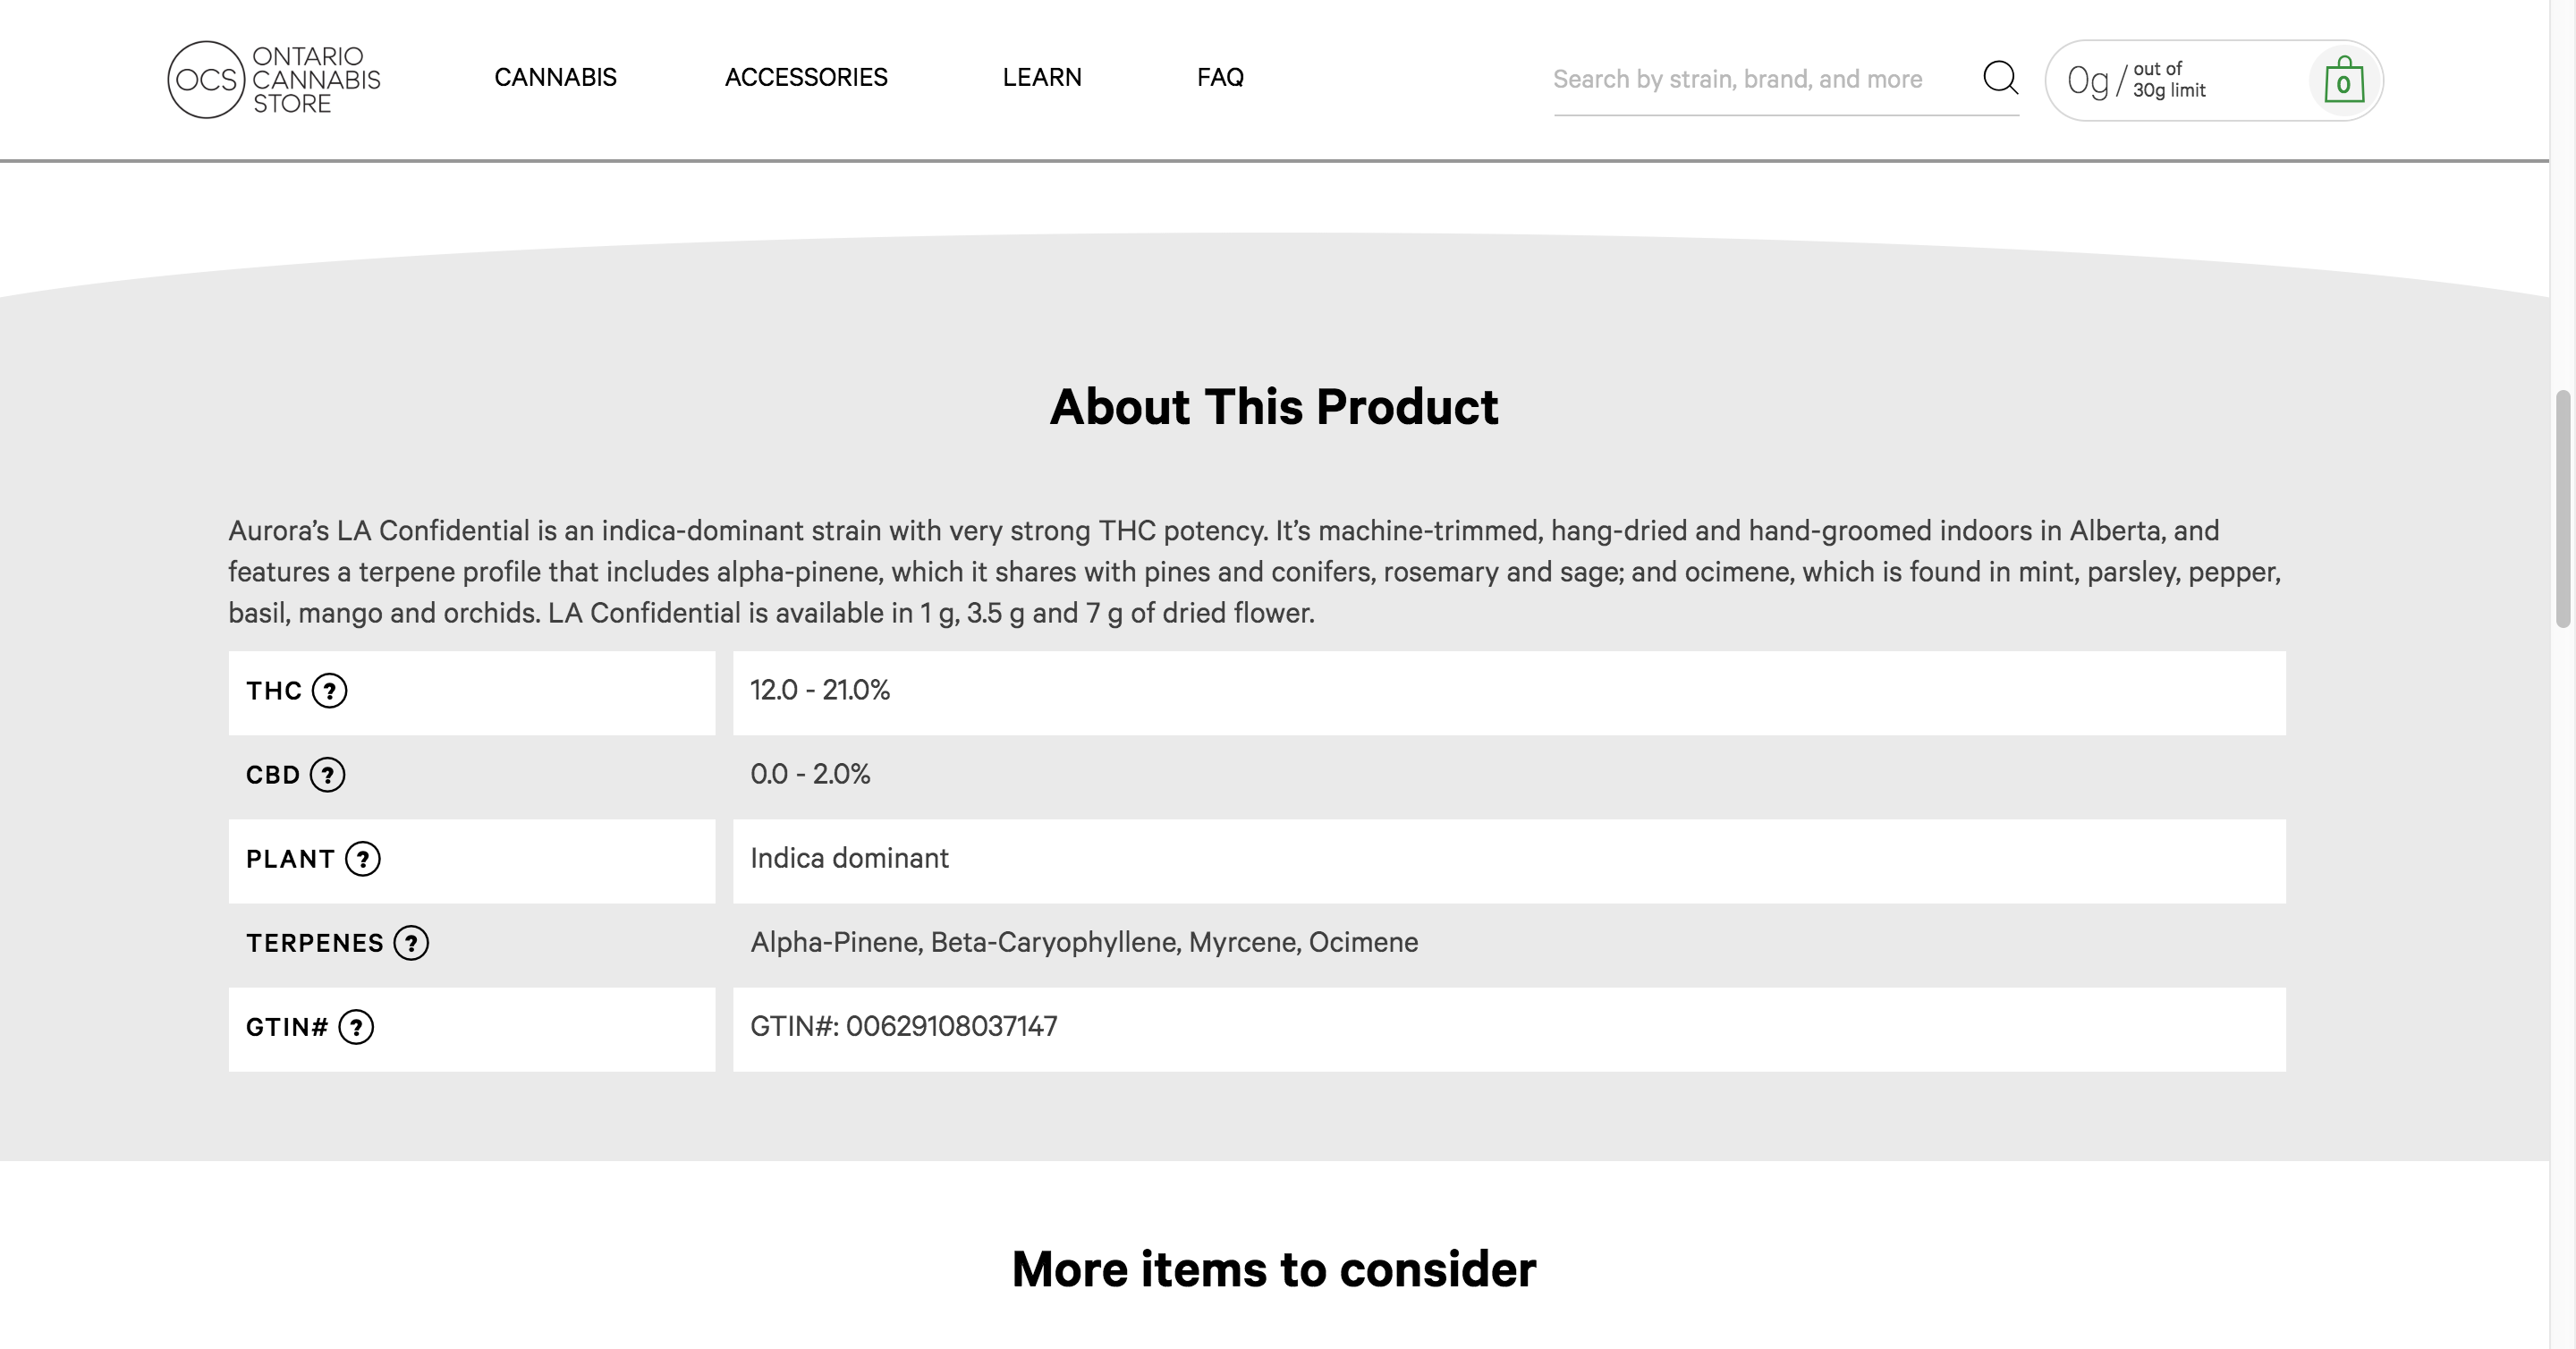 OCS ONTARIO
CANNABIS
STORE
CANNABIS
ACCESSORIES
LEARN
FAQ
Search by strain, brand, and more
0g / out of
30g limit
0
About This Product
Aurora’s LA Confidential is an indica-dominant strain with very strong THC potency. It’s machine-trimmed, hang-dried and hand-groomed indoors in Alberta, and
features a terpene profile that includes alpha-pinene, which it shares with pines and conifers, rosemary and sage; and ocimene, which is found in mint, parsley, pepper,
basil, mango and orchids. LA Confidential is available in 1 g, 3.5 g and 7 g of dried flower.
THC ? 12.0 - 21.0%
CBD ? 0.0 - 2.0%
PLANT ? Indica dominant
TERPENES ? Alpha-Pinene, Beta-Caryophyllene, Myrcene, Ocimene
GTIN# ? GTIN#: 00629108037147
More items to consider